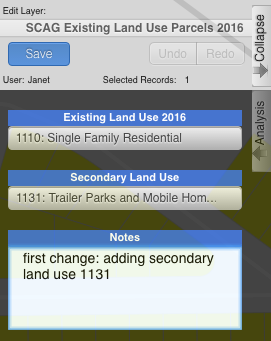 Edit Layer:
SCAG Existing Land Use Parcels 2016
Save
Undo
Redo
User: Janet
Selected Records: 1
Collapse
Analysis
Existing Land Use 2016
1110: Single Family Residential
Secondary Land Use
1131: Trailer Parks and Mobile Hom...
Notes
first change: adding secondary
land use 1131